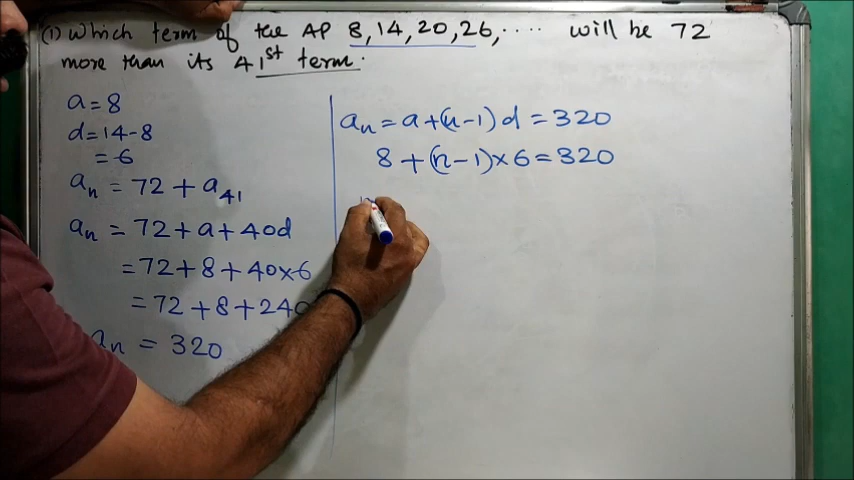 (1) Which term of the AP 8, 14, 20, 26, .... will be 72
more than its 41st term.
a = 8
d = 14-8
= 6
an = 72 + a41
an = 72 + a + 40d
= 72 + 8 + 40×6
= 72 + 8 + 240
an = 320
an = a + (n-1) d = 320
8 + (n-1)×6 = 320